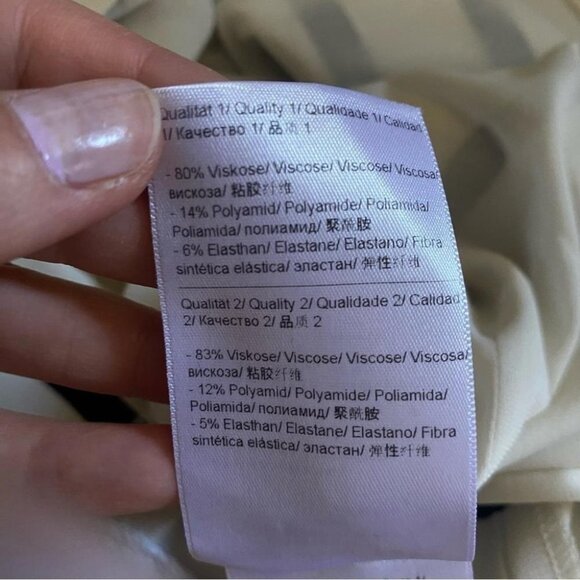 Qualität 1/ Quality 1/ Qualidade 1/ Calidad
1/ Качество 1/ 品质 1
- 80% Viskose/ Viscose/ Viscose/ Viscosa/
вискоза/ 粘胶纤维
- 14% Polyamid/ Polyamide/ Poliamida/
Poliamida/ полиамид/ 聚酰胺
- 6% Elasthan/ Elastane/ Elastano/ Fibra
sintética elástica/ эластан/ 弹性纤维
Qualität 2/ Quality 2/ Qualidade 2/ Calidad
2/ Качество 2/ 品质 2
- 83% Viskose/ Viscose/ Viscose/ Viscosa/
вискоза/ 粘胶纤维
- 12% Polyamid/ Polyamide/ Poliamida/
Poliamida/ полиамид/ 聚酰胺
- 5% Elasthan/ Elastane/ Elastano/ Fibra
sintética elástica/ эластан/ 弹性纤维